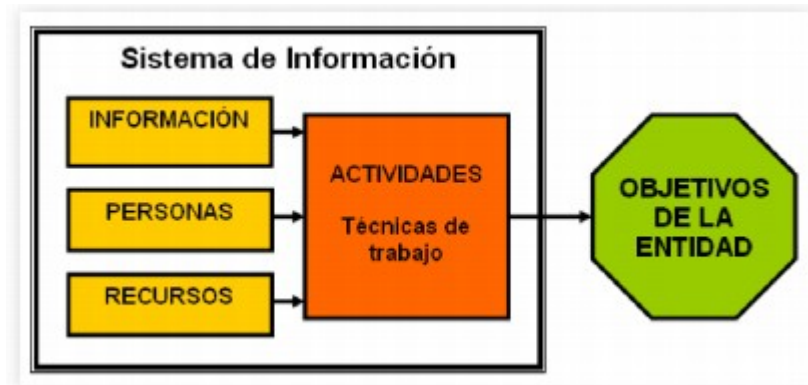 Sistema de Información
INFORMACIÓN
PERSONAS
RECURSOS
ACTIVIDADES
Técnicas de
trabajo
OBJETIVOS
DE LA
ENTIDAD